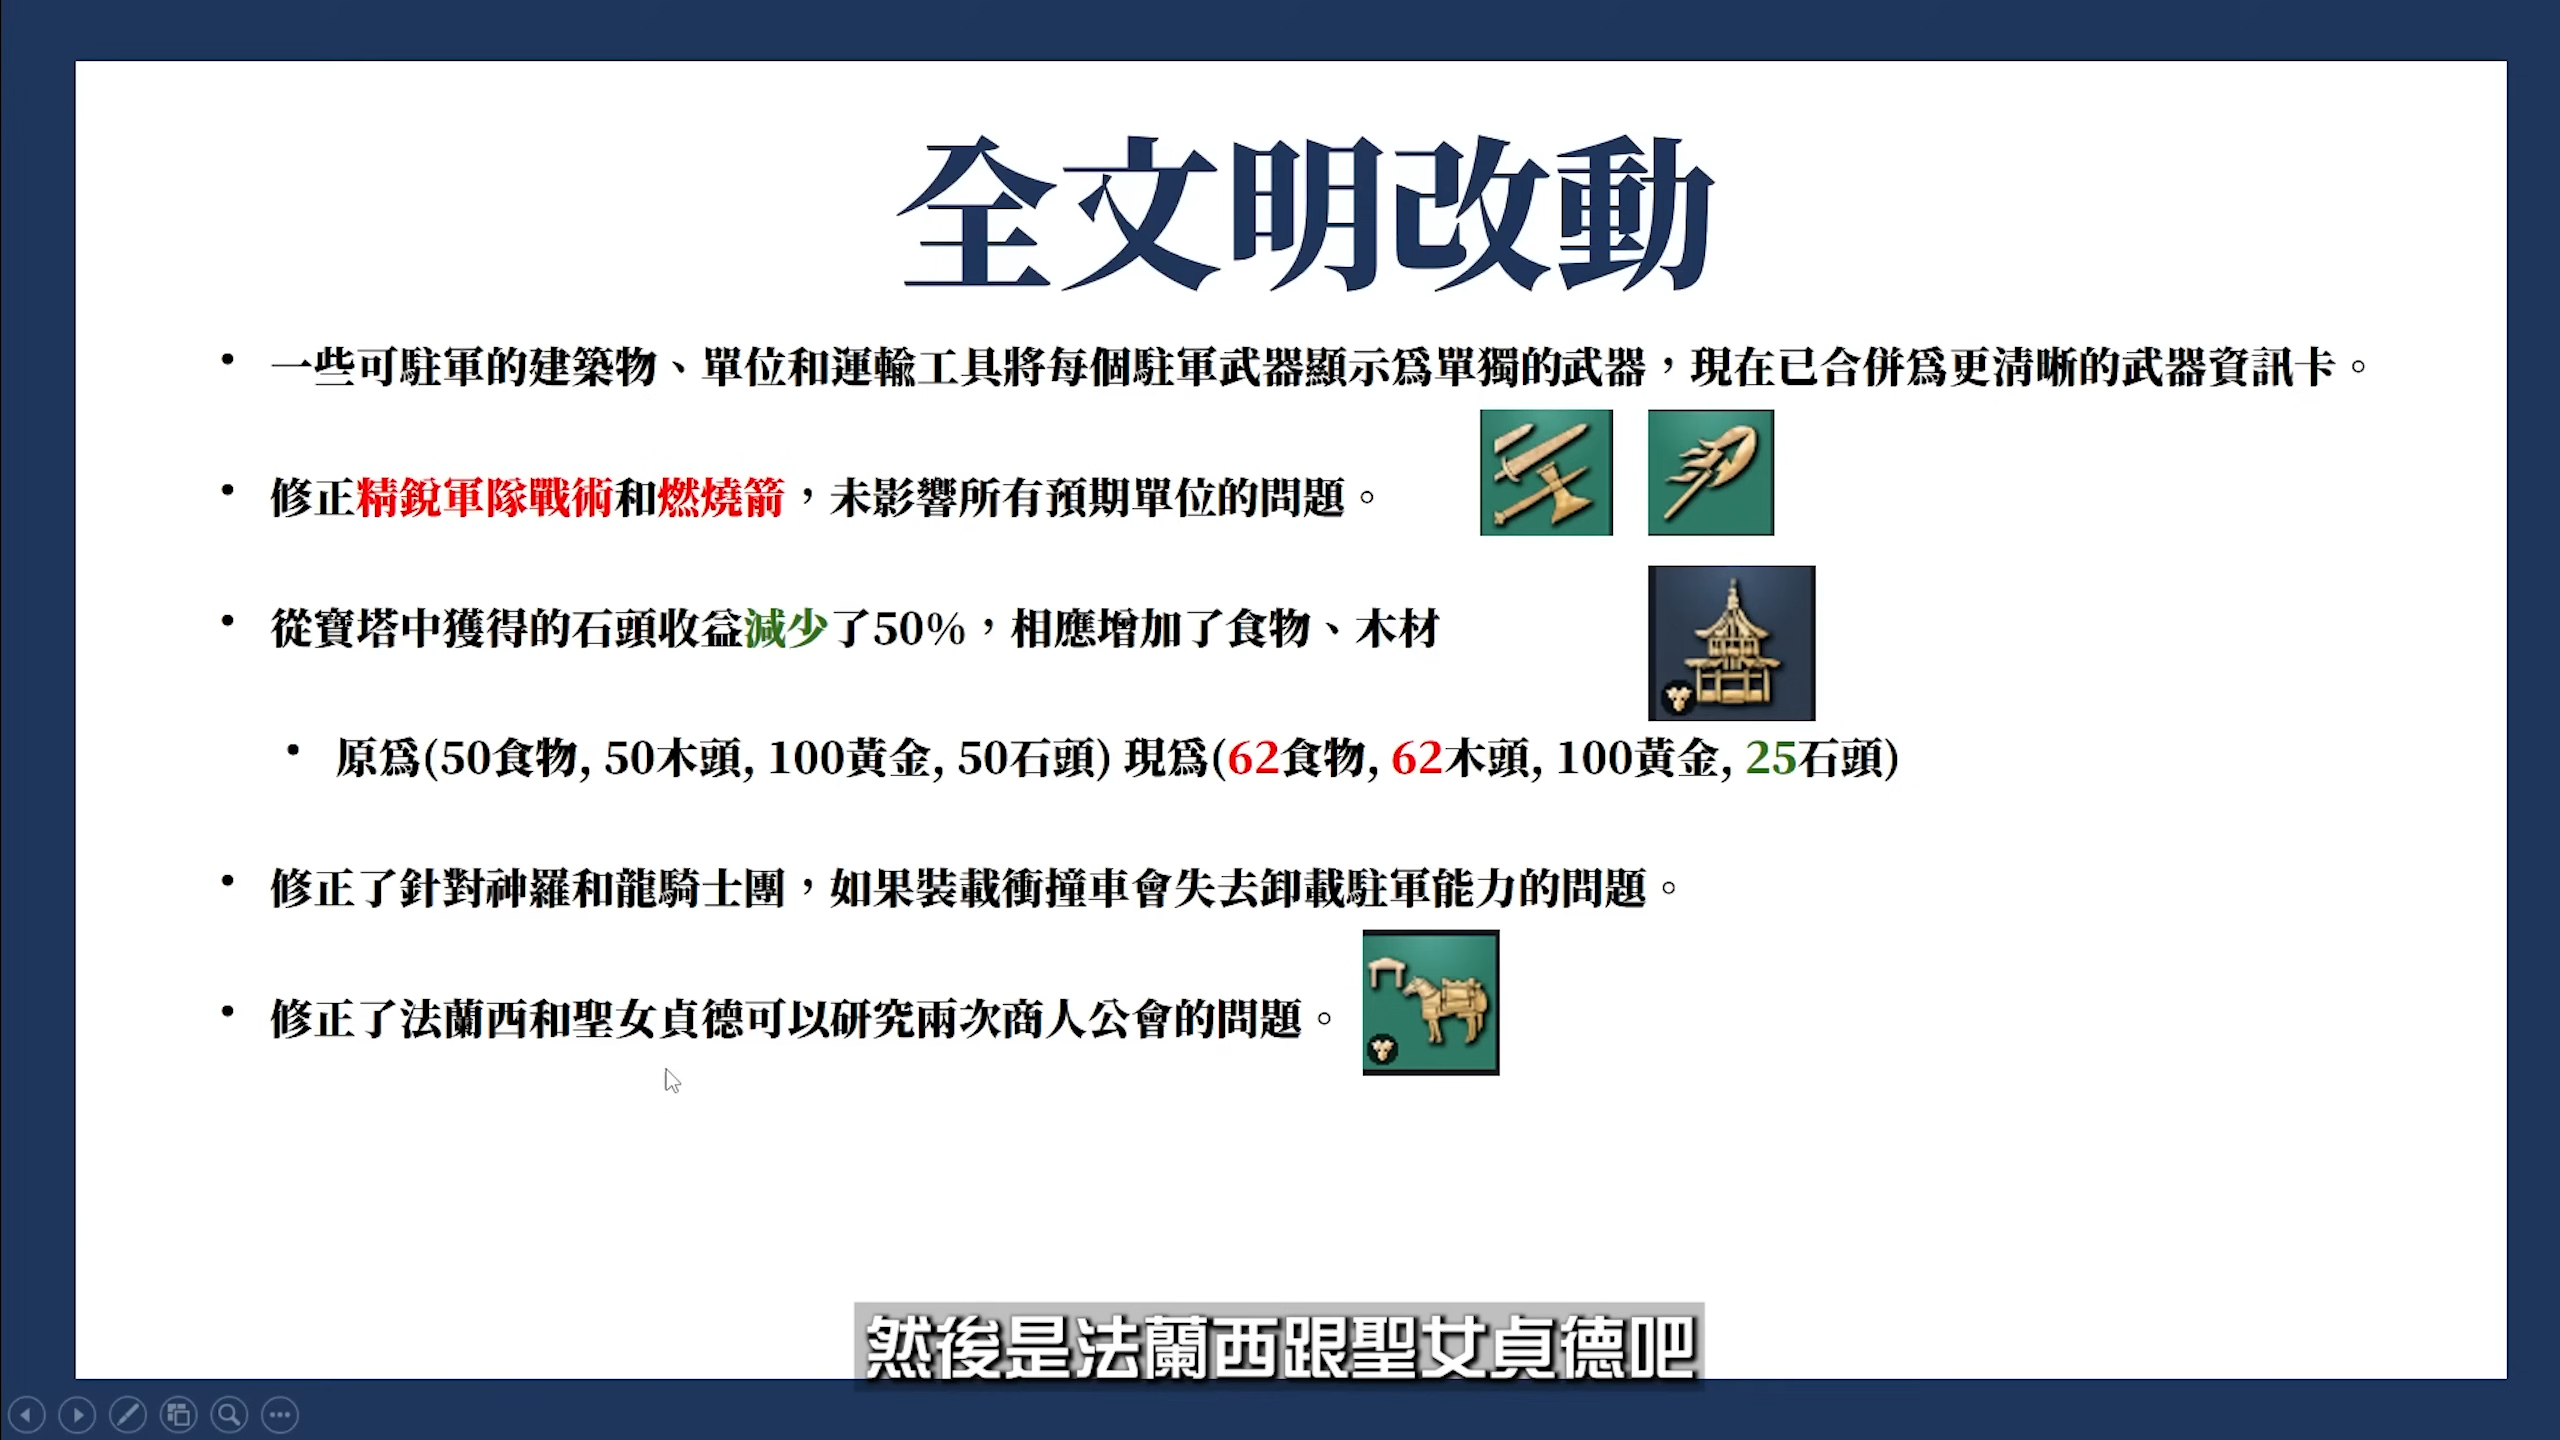 全文明改動
• 一些可駐軍的建築物、單位和運輸工具將每個駐軍武器顯示爲單獨的武器，現在已合併爲更清晰的武器資訊卡。
• 修正精銳軍隊戰術和燃燒箭，未影響所有預期單位的問題。
• 從寶塔中獲得的石頭收益減少了50%，相應增加了食物、木材
• 原爲(50食物, 50木頭, 100黃金, 50石頭) 現爲(62食物, 62木頭, 100黃金, 25石頭)
• 修正了針對神羅和龍騎士團，如果裝載衝撞車會失去卸載駐軍能力的問題。
• 修正了法蘭西和聖女貞德可以研究兩次商人公會的問題。
然後是法蘭西跟聖女貞德吧